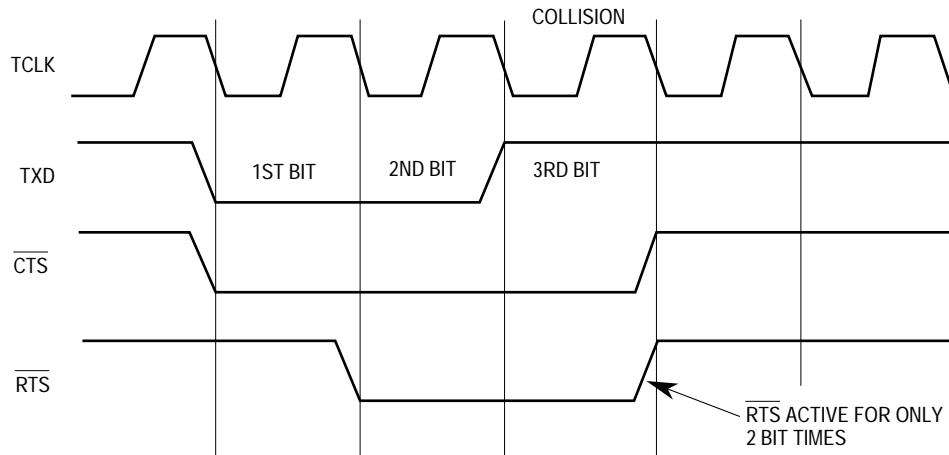 COLLISION
TCLK
TXD
1ST BIT
2ND BIT
3RD BIT
CTS
RTS
RTS ACTIVE FOR ONLY
2 BIT TIMES